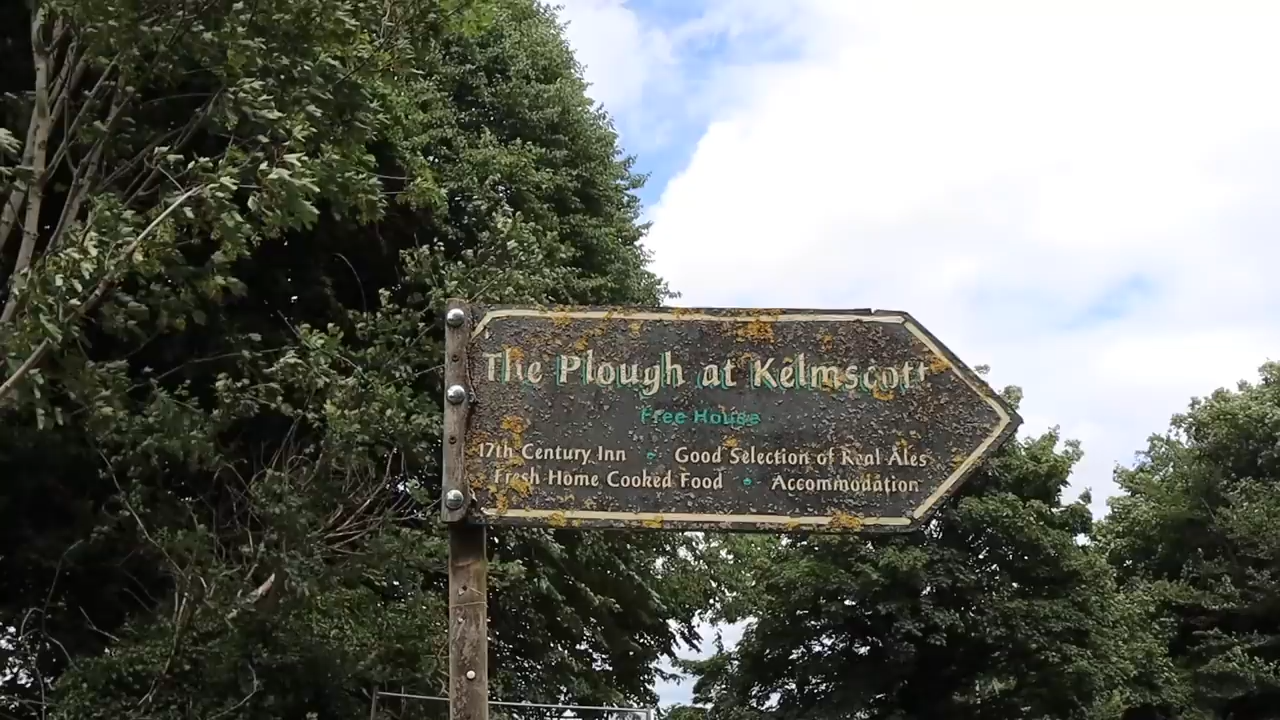 The Plough at Kelmscott
Free House
17th Century Inn • Good Selection of Real Ales
Fresh Home Cooked Food • Accommodation